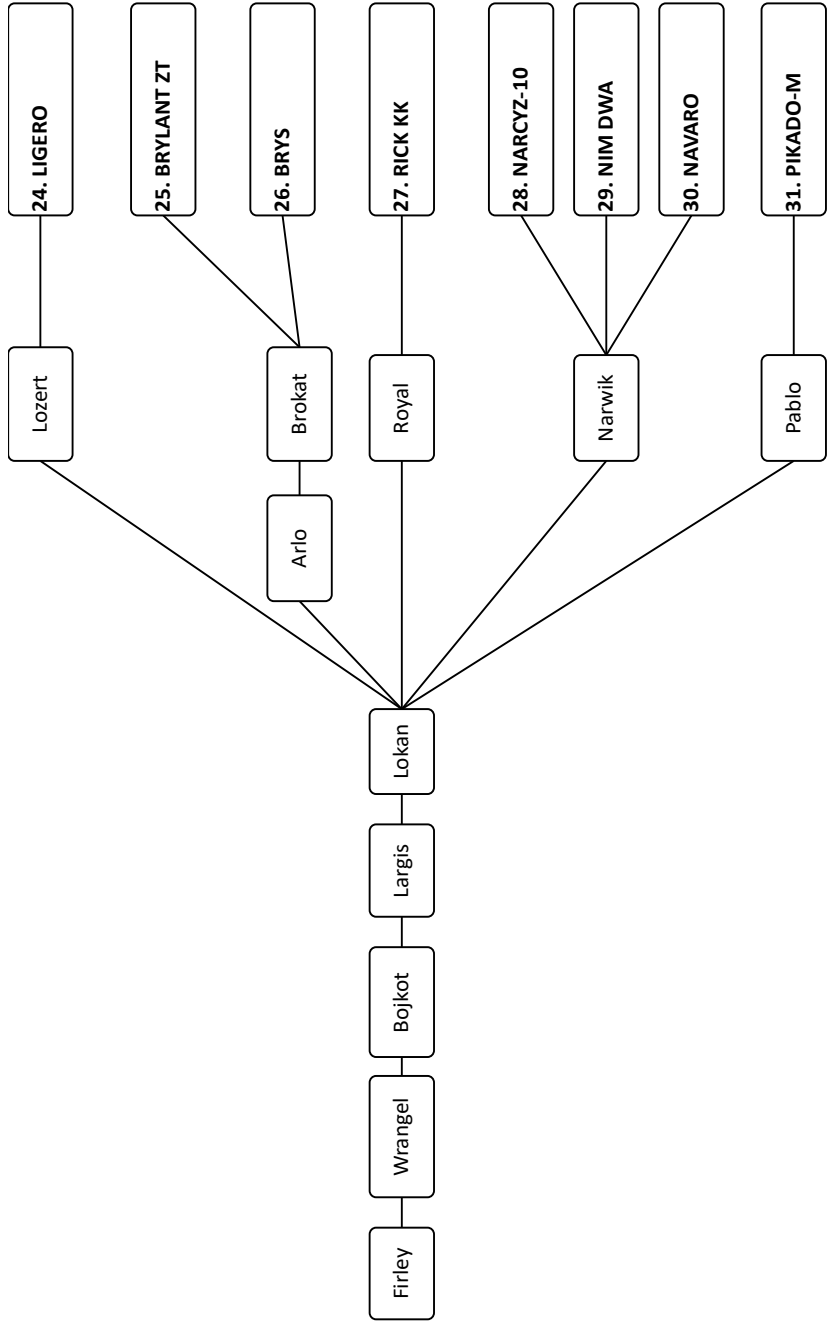 Firley
Wrangel
Bojkot
Largis
Lokan
Lozert
24. LIGERO
Arlo
Brokat
25. BRYLANT ZT
26. BRYS
Royal
27. RICK KK
Narwik
28. NARCYZ-10
29. NIM DWA
30. NAVARO
Pablo
31. PIKADO-M